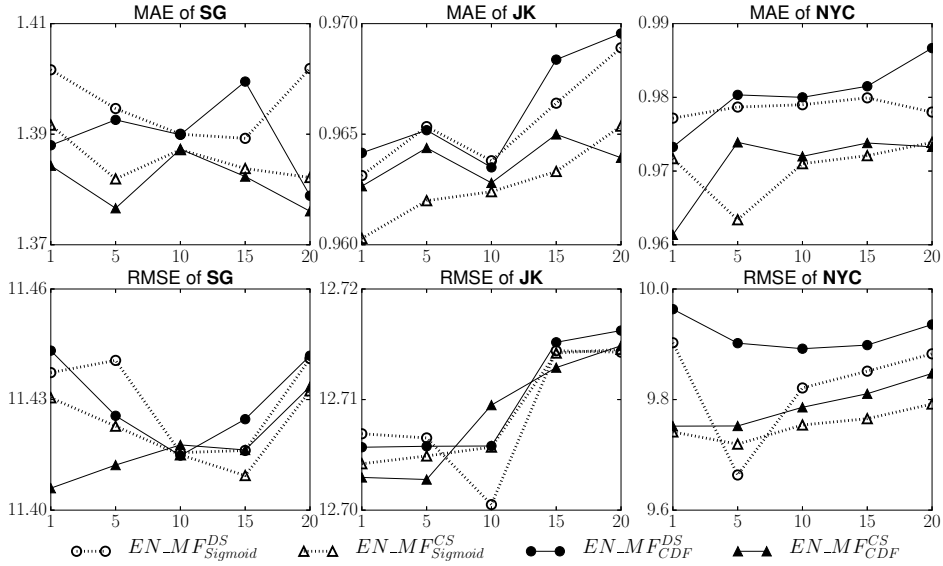 MAE of SG
MAE of JK
MAE of NYC
1.41
1.39
1.37
1 5 10 15 20
0.970
0.965
0.960
1 5 10 15 20
0.99
0.98
0.97
0.96
1 5 10 15 20
RMSE of SG
RMSE of JK
RMSE of NYC
11.46
11.43
11.40
1 5 10 15 20
12.72
12.71
12.70
1 5 10 15 20
10.0
9.8
9.6
1 5 10 15 20
EN_MF^{DS}_{Sigmoid}
EN_MF^{CS}_{Sigmoid}
EN_MF^{DS}_{CDF}
EN_MF^{CS}_{CDF}